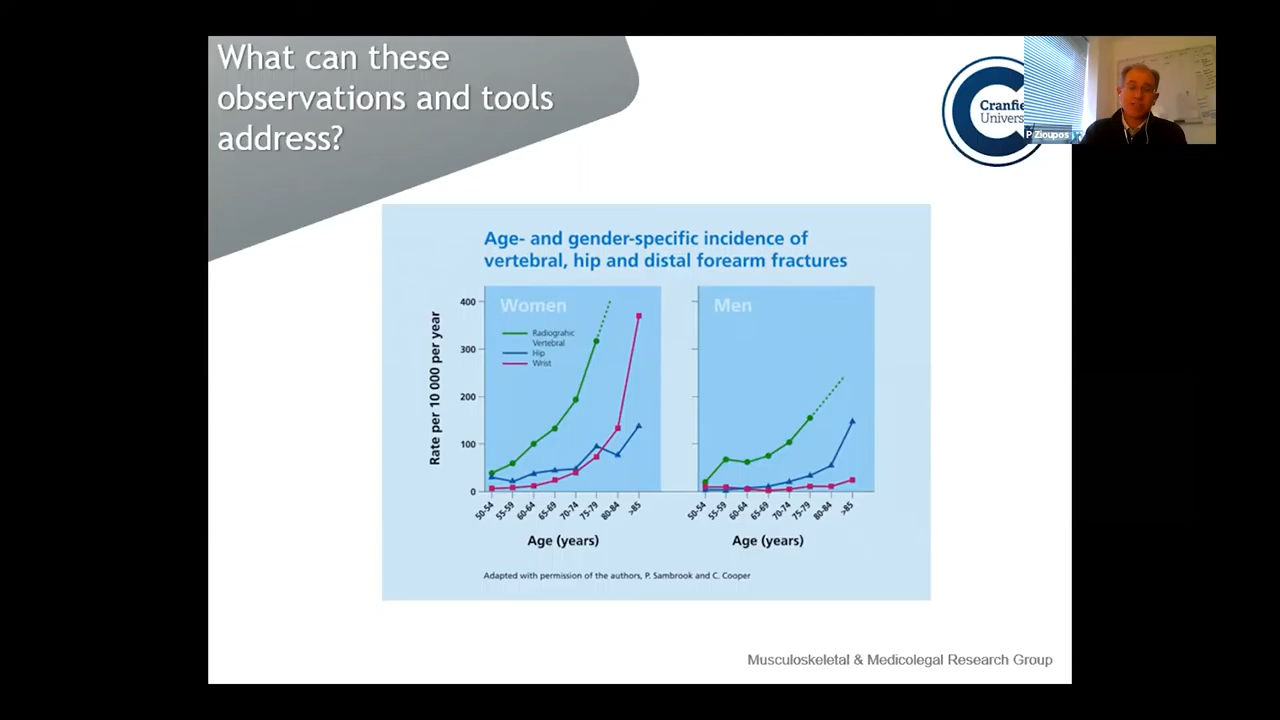 What can these
observations and tools
address?
Cranfie
Univers
P Zioupos
Age- and gender-specific incidence of
vertebral, hip and distal forearm fractures
Rate per 10 000 per year
400
300
200
100
0
Women
Radiograhic
Vertebral
Hip
Wrist
50-54
55-59
60-64
65-69
70-74
75-79
80-84
>85
Age (years)
Men
50-54
55-59
60-64
65-69
70-74
75-79
80-84
>85
Age (years)
Adapted with permission of the authors, P. Sambrook and C. Cooper
Musculoskeletal & Medicolegal Research Group